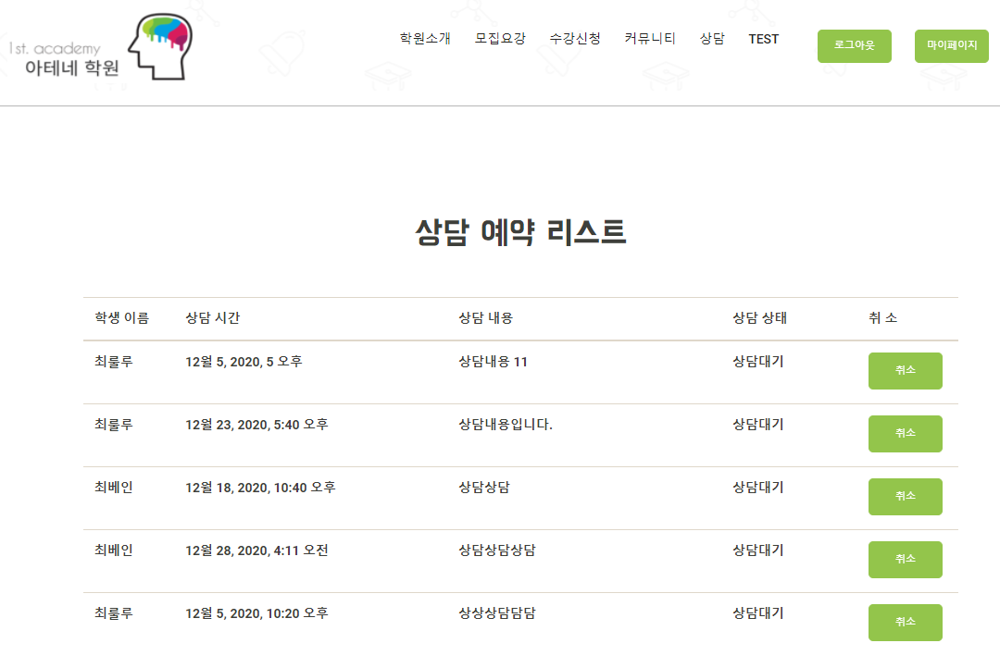 1st. academy
아테네 학원
학원소개 모집요강 수강신청 커뮤니티 상담 TEST 로그아웃 마이페이지
상담 예약 리스트
학생 이름 상담 시간 상담 내용 상담 상태 취 소
최룰루 12월 5, 2020, 5 오후 상담내용 11 상담대기 취소
최룰루 12월 23, 2020, 5:40 오후 상담내용입니다. 상담대기 취소
최베인 12월 18, 2020, 10:40 오후 상담상담 상담대기 취소
최베인 12월 28, 2020, 4:11 오전 상담상담상담 상담대기 취소
최룰루 12월 5, 2020, 10:20 오후 상상상담담담 상담대기 취소